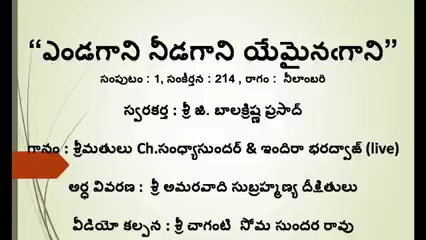 “ఎండగాని నీడగాని యేమైనఁగాని”
సంపుటం : 1, సంకీర్తన : 214 , రాగం : నీలాంబరి
స్వరకర్త : శ్రీ జి. బాలక్రిష్ణ ప్రసాద్
గానం : శ్రీమతులు Ch.సంధ్యాసుందర్ & ఇందిరా భరద్వాజ్ (live)
అర్ధ వివరణ : శ్రీ అమరవాది సుబ్రహ్మణ్య దీక్షితులు
వీడియో కల్పన : శ్రీ చాగంటి సోమ సుందర రావు